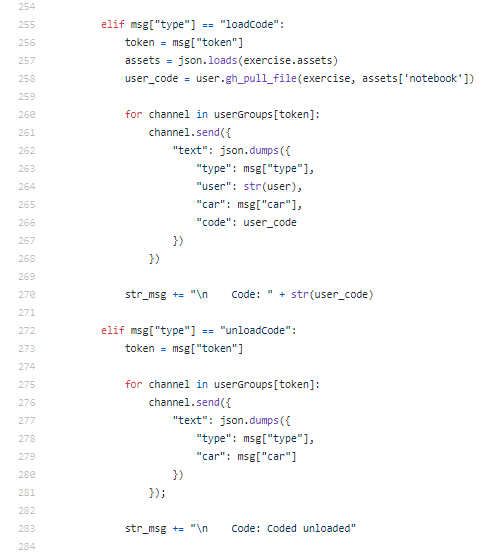 254
255 elif msg["type"] == "loadCode":
256 token = msg["token"]
257 assets = json.loads(exercise.assets)
258 user_code = user.gh_pull_file(exercise, assets['notebook'])
259
260 for channel in userGroups[token]:
261 channel.send({
262 "text": json.dumps({
263 "type": msg["type"],
264 "user": str(user),
265 "car": msg["car"],
266 "code": user_code
267 })
268 })
269
270 str_msg += "\n    Code: " + str(user_code)
271
272 elif msg["type"] == "unloadCode":
273 token = msg["token"]
274
275 for channel in userGroups[token]:
276 channel.send({
277 "text": json.dumps({
278 "type": msg["type"],
279 "car": msg["car"]
280 })
281 });
282
283 str_msg += "\n    Code: Coded unloaded"
284